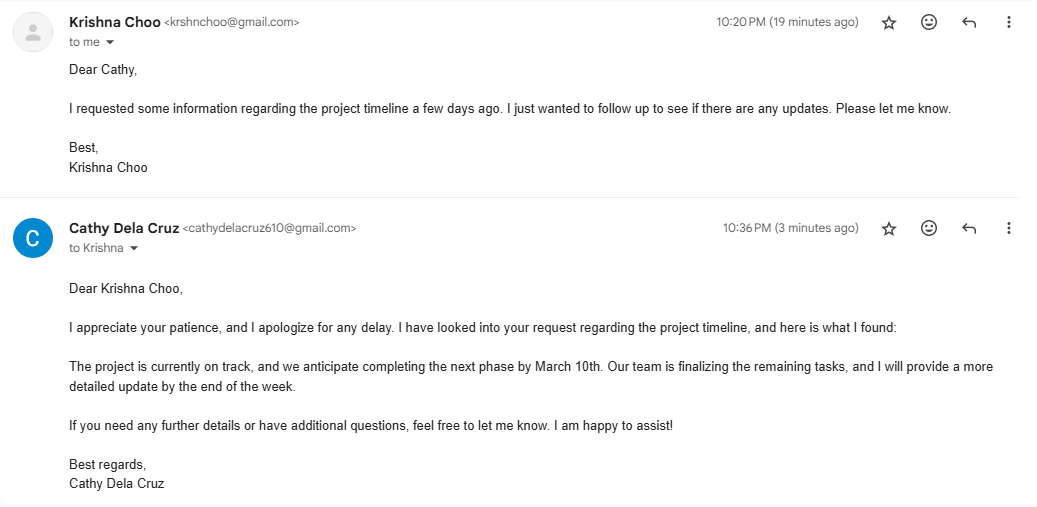 Krishna Choo <krshnchoo@gmail.com> 10:20 PM (19 minutes ago)
to me
Dear Cathy,
I requested some information regarding the project timeline a few days ago. I just wanted to follow up to see if there are any updates. Please let me know.
Best,
Krishna Choo
C
Cathy Dela Cruz <cathydelacruz610@gmail.com> 10:36 PM (3 minutes ago)
to Krishna
Dear Krishna Choo,
I appreciate your patience, and I apologize for any delay. I have looked into your request regarding the project timeline, and here is what I found:
The project is currently on track, and we anticipate completing the next phase by March 10th. Our team is finalizing the remaining tasks, and I will provide a more
detailed update by the end of the week.
If you need any further details or have additional questions, feel free to let me know. I am happy to assist!
Best regards,
Cathy Dela Cruz